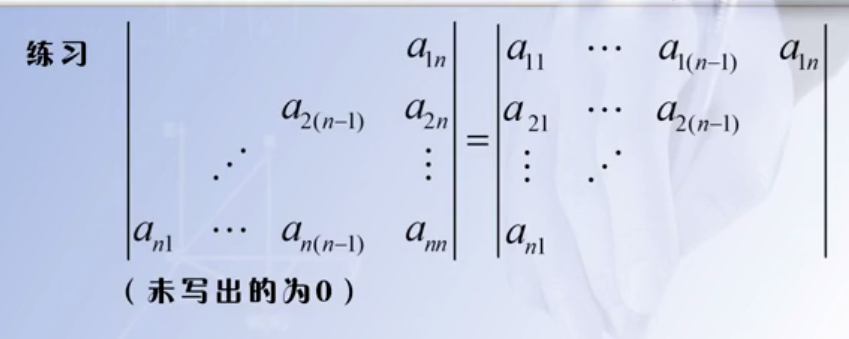 练习 | a_{1n} | = | a_{11} ⋯ a_{1(n-1)} a_{1n} |
| a_{2(n-1)} a_{2n} | | a_{21} ⋯ a_{2(n-1)} |
| ⋰ ⋮ | | ⋮ ⋰ |
| a_{n1} ⋯ a_{n(n-1)} a_{nn} | | a_{n1} |
（未写出的为0）